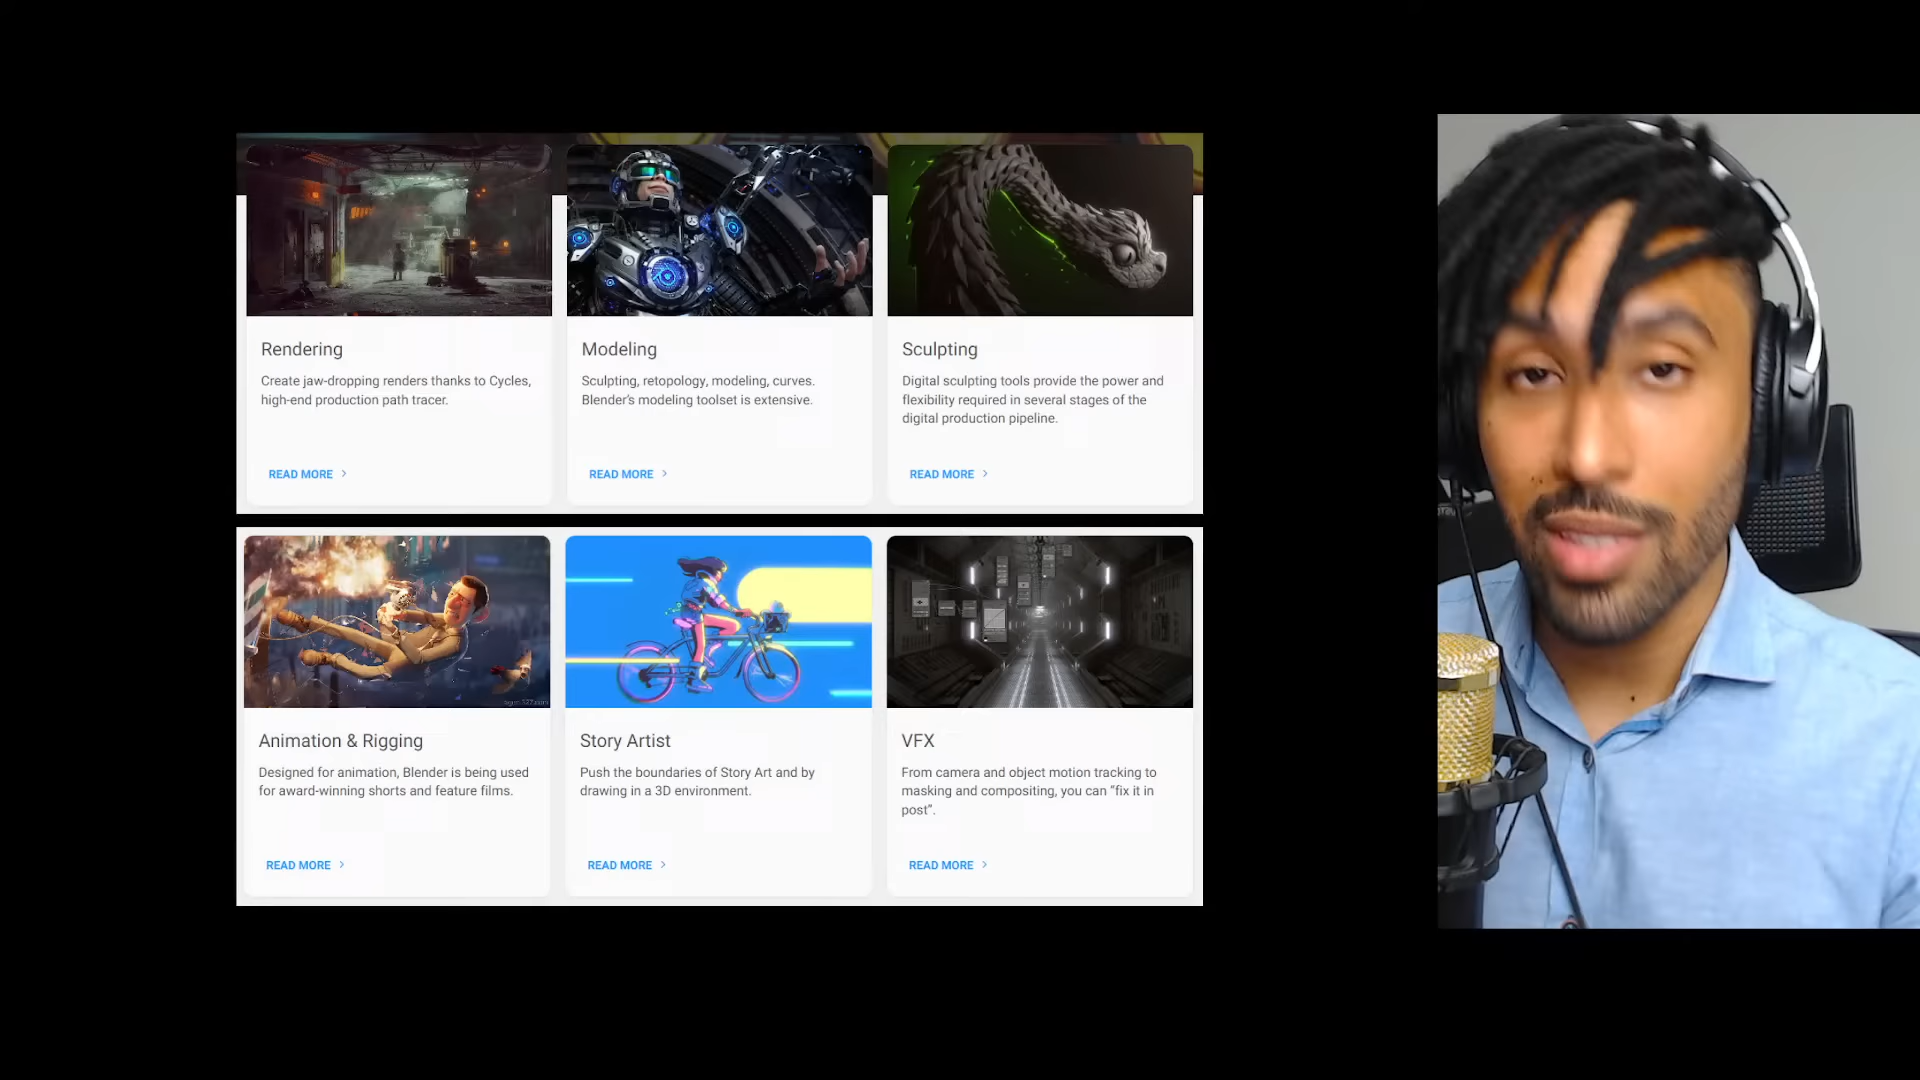 Rendering
Create jaw-dropping renders thanks to Cycles,
high-end production path tracer.
READ MORE
Modeling
Sculpting, retopology, modeling, curves.
Blender's modeling toolset is extensive.
READ MORE
Sculpting
Digital sculpting tools provide the power and
flexibility required in several stages of the
digital production pipeline.
READ MORE
Animation & Rigging
Designed for animation, Blender is being used
for award-winning shorts and feature films.
READ MORE
Story Artist
Push the boundaries of Story Art and by
drawing in a 3D environment.
READ MORE
VFX
From camera and object motion tracking to
masking and compositing, you can “fix it in
post”.
READ MORE